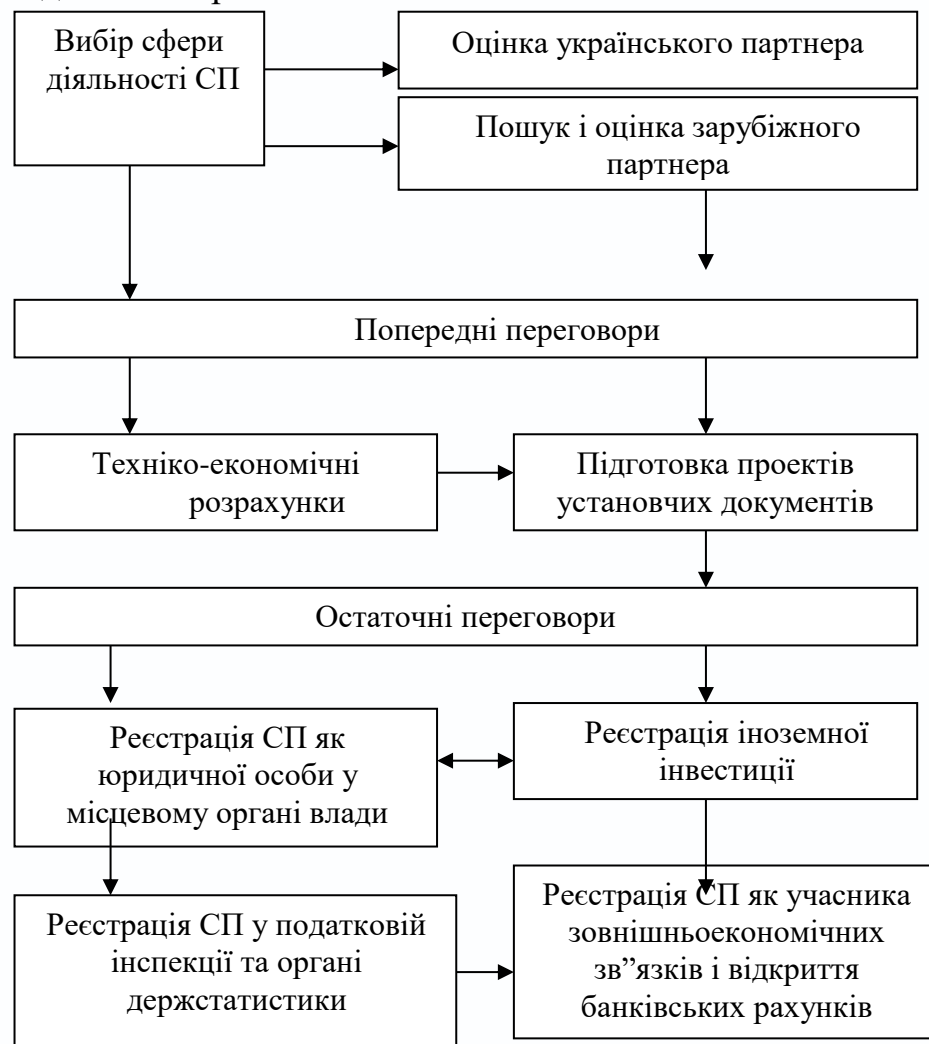 Вибір сфери
діяльності СП
Оцінка українського партнера
Пошук і оцінка зарубіжного
партнера
Попередні переговори
Техніко-економічні
розрахунки
Підготовка проектів
установчих документів
Остаточні переговори
Реєстрація СП як
юридичної особи у
місцевому органі влади
Реєстрація іноземної
інвестиції
Реєстрація СП у податковій
інспекції та органі
держстатистики
Реєстрація СП як учасника
зовнішньоекономічних
зв”язків і відкриття
банківських рахунків